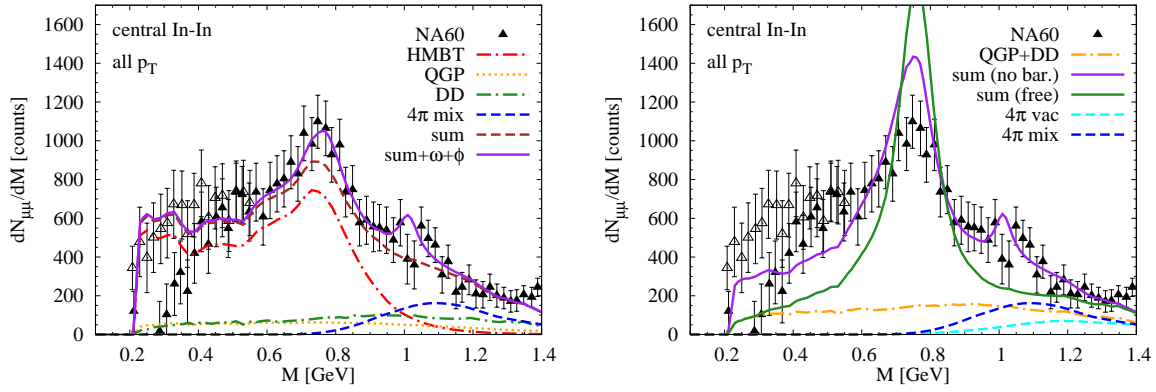 central In-In
all p_T
NA60
HMBT
QGP
DD
4π mix
sum
sum+ω+ϕ
dN_μμ/dM [counts]
1600
1400
1200
1000
800
600
400
200
0
0.2 0.4 0.6 0.8 1 1.2 1.4
M [GeV]
central In-In
all p_T
NA60
QGP+DD
sum (no bar.)
sum (free)
4π vac
4π mix
dN_μμ/dM [counts]
1600
1400
1200
1000
800
600
400
200
0
0.2 0.4 0.6 0.8 1 1.2 1.4
M [GeV]